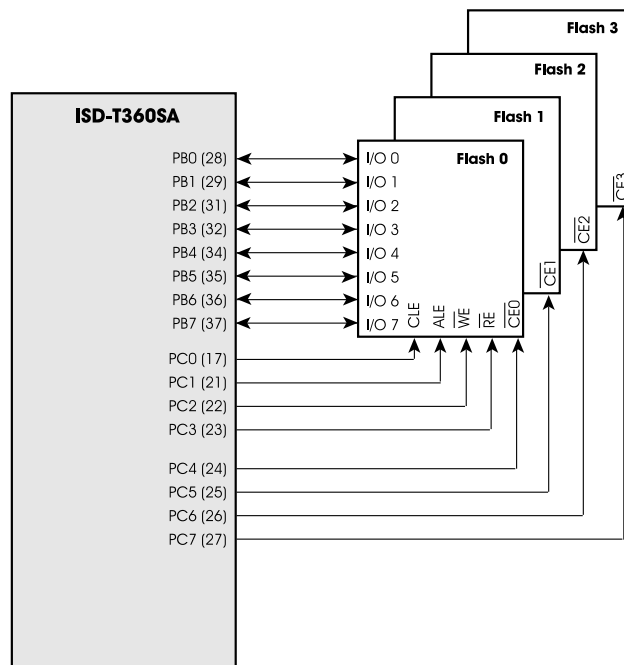 Flash 3
Flash 2
ISD-T360SA
Flash 1
PB0 (28)
I/O 0
Flash 0
PB1 (29)
I/O 1
PB2 (31)
I/O 2
PB3 (32)
I/O 3
PB4 (34)
I/O 4
PB5 (35)
I/O 5
PB6 (36)
I/O 6
PB7 (37)
I/O 7
CLE
ALE
WE
RE
CE0
CE1
CE2
CE3
PC0 (17)
PC1 (21)
PC2 (22)
PC3 (23)
PC4 (24)
PC5 (25)
PC6 (26)
PC7 (27)